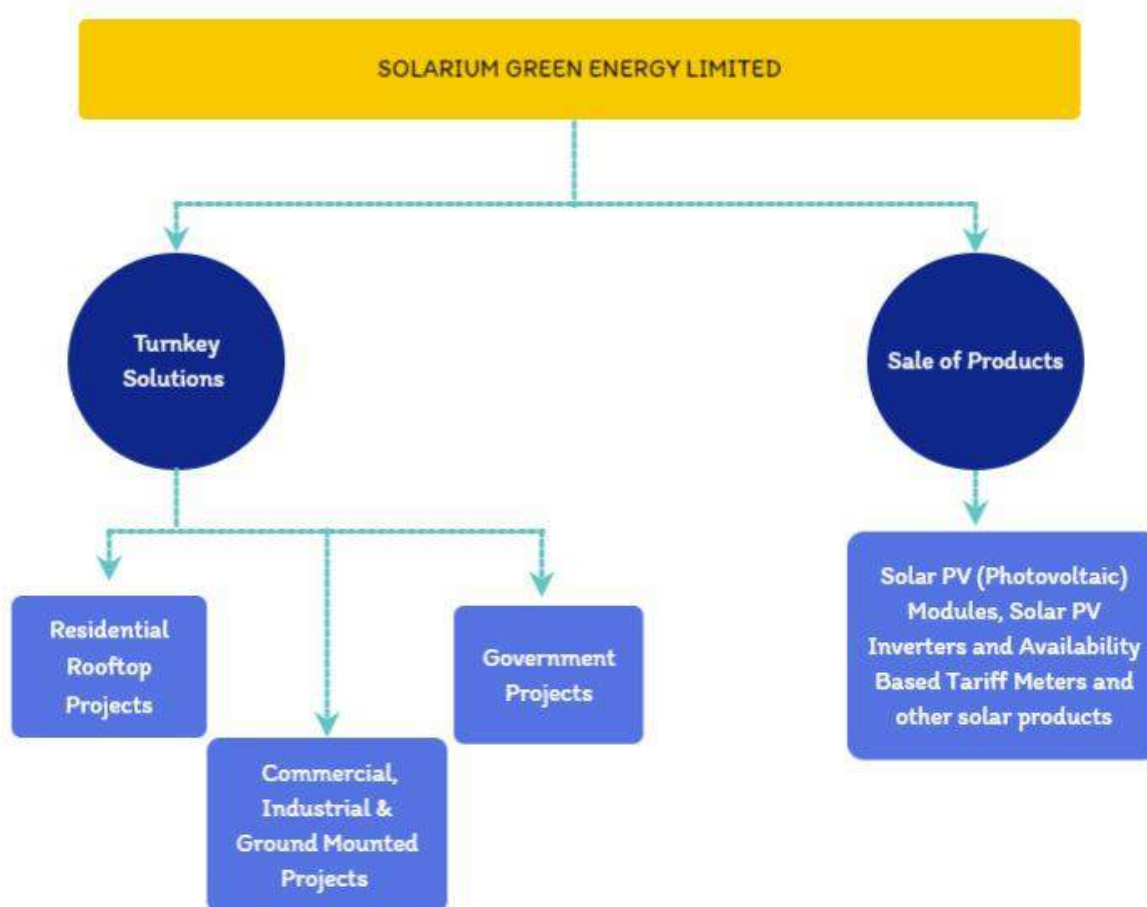 SOLARIUM GREEN ENERGY LIMITED
Turnkey
Solutions
Sale of Products
Residential
Rooftop
Projects
Commercial,
Industrial &
Ground Mounted
Projects
Government
Projects
Solar PV (Photovoltaic)
Modules, Solar PV
Inverters and Availability
Based Tariff Meters and
other solar products